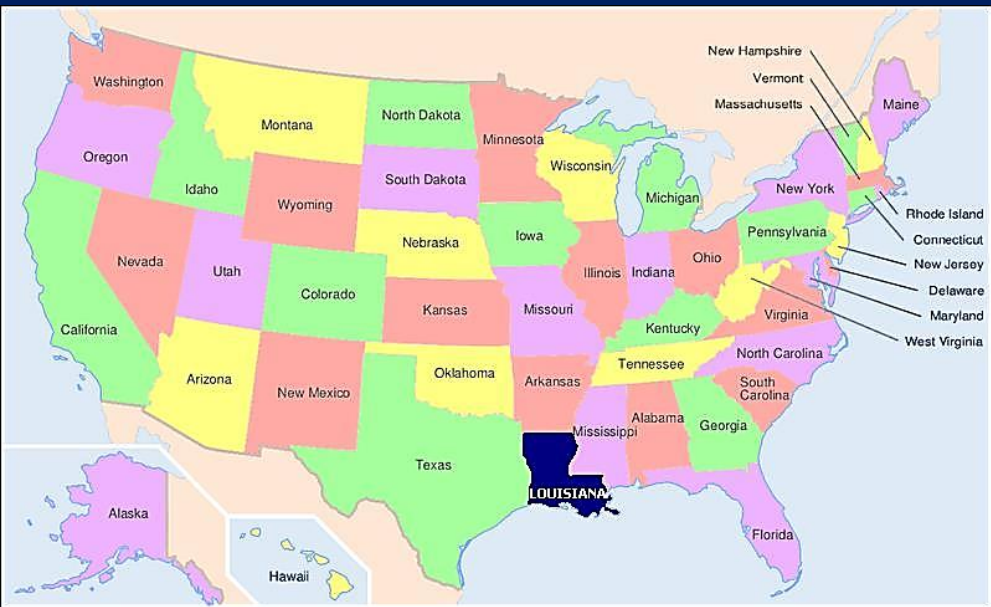 New Hampshire
Vermont
Massachusetts
Maine
Washington
Montana
North Dakota
Minnesota
Oregon
Idaho
South Dakota
Wisconsin
Michigan
New York
Wyoming
Rhode Island
Nebraska
Iowa
Pennsylvania
Connecticut
Nevada
Utah
Colorado
Illinois
Indiana
Ohio
New Jersey
Delaware
California
Kansas
Missouri
Kentucky
Virginia
Maryland
West Virginia
Arizona
New Mexico
Oklahoma
Arkansas
Tennessee
North Carolina
South
Carolina
Texas
Mississippi
Alabama
Georgia
LOUISIANA
Alaska
Hawaii
Florida